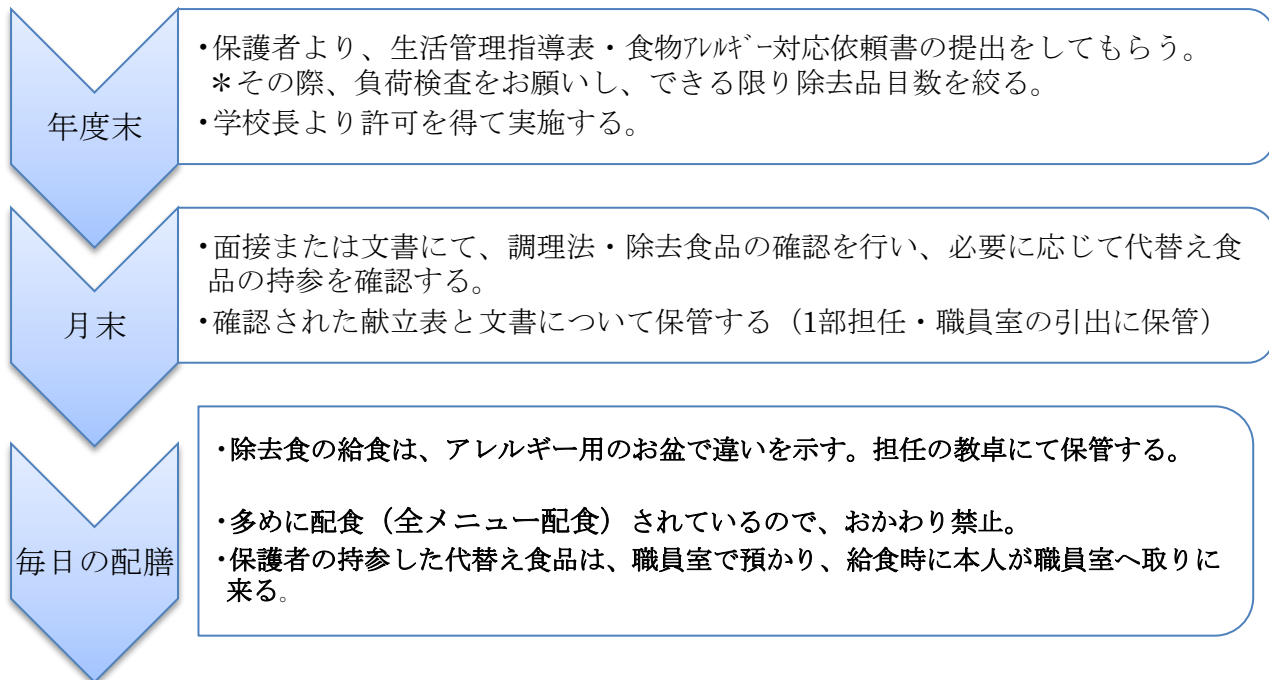 年度末
・保護者より、生活管理指導表・食物ｱﾚﾙｷﾞｰ対応依頼書の提出をしてもらう。
＊その際、負荷検査をお願いし、できる限り除去品目数を絞る。
・学校長より許可を得て実施する。
月末
・面接または文書にて、調理法・除去食品の確認を行い、必要に応じて代替え食
品の持参を確認する。
・確認された献立表と文書について保管する（1部担任・職員室の引出に保管）
毎日の配膳
・除去食の給食は、アレルギー用のお盆で違いを示す。担任の教卓にて保管する。
・多めに配食（全メニュー配食）されているので、おかわり禁止。
・保護者の持参した代替え食品は、職員室で預かり、給食時に本人が職員室へ取りに
来る。